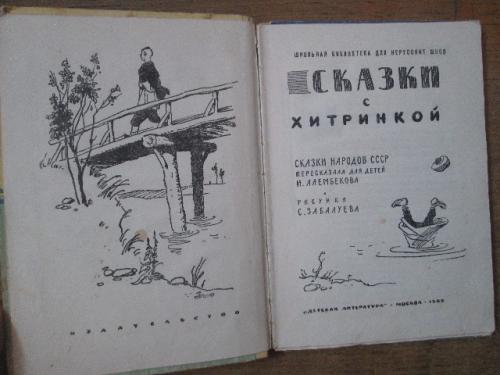 ИЗДАТЕЛЬСТВО
ШКОЛЬНАЯ БИБЛИОТЕКА ДЛЯ НЕРУССКИХ ШКОЛ
СКАЗКИ
С
ХИТРИНКОЙ
СКАЗКИ НАРОДОВ СССР
ПЕРЕСКАЗАЛА ДЛЯ ДЕТЕЙ
РИСУНКИ
С. ЗАБАЛУЕВА
„ДЕТСКАЯ ЛИТЕРАТУРА“ · МОСКВА ·